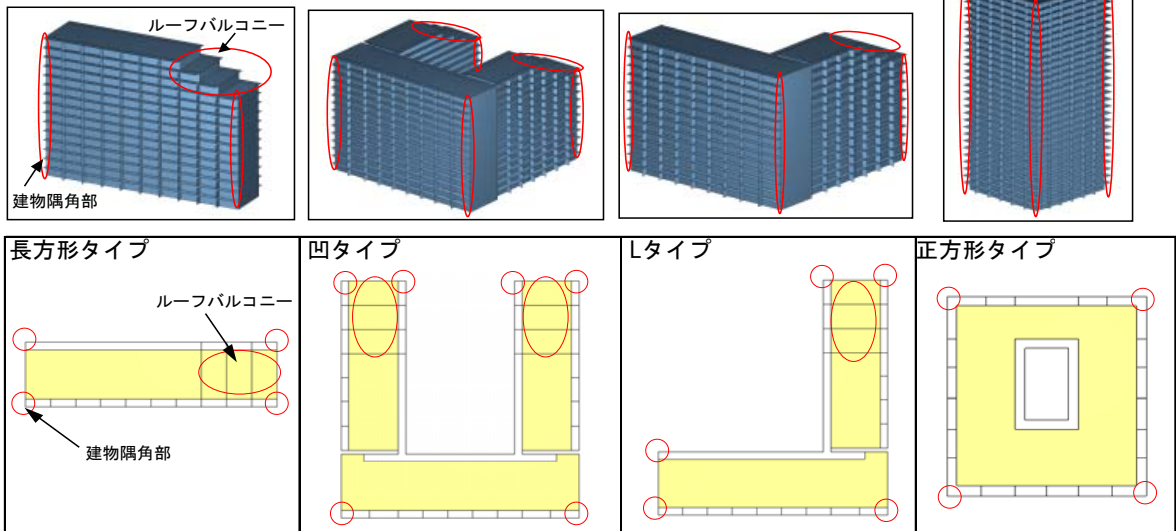 ルーフバルコニー
建物隅角部
長方形タイプ
凹タイプ
Lタイプ
正方形タイプ
ルーフバルコニー
建物隅角部